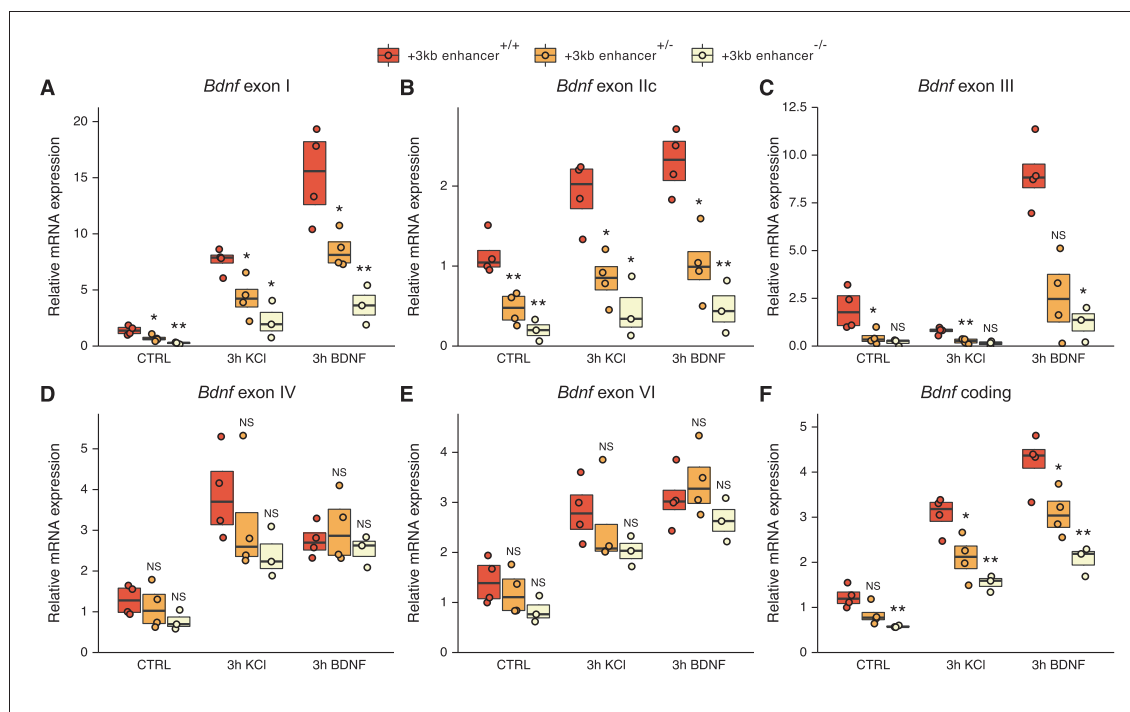 +3kb enhancer+/+ +3kb enhancer+/- +3kb enhancer-/-
A Bdnf exon I
Relative mRNA expression
20
15
10
5
0
* ** * * * **
CTRL 3h KCl 3h BDNF
B Bdnf exon IIc
Relative mRNA expression
2
1
0
** ** * * * **
CTRL 3h KCl 3h BDNF
C Bdnf exon III
Relative mRNA expression
12.5
10.0
7.5
5.0
2.5
0.0
* NS ** NS NS *
CTRL 3h KCl 3h BDNF
D Bdnf exon IV
Relative mRNA expression
5
4
3
2
1
0
NS NS NS NS NS NS
CTRL 3h KCl 3h BDNF
E Bdnf exon VI
Relative mRNA expression
4
3
2
1
0
NS NS NS NS NS NS
CTRL 3h KCl 3h BDNF
F Bdnf coding
Relative mRNA expression
5
4
3
2
1
0
NS ** * ** * **
CTRL 3h KCl 3h BDNF